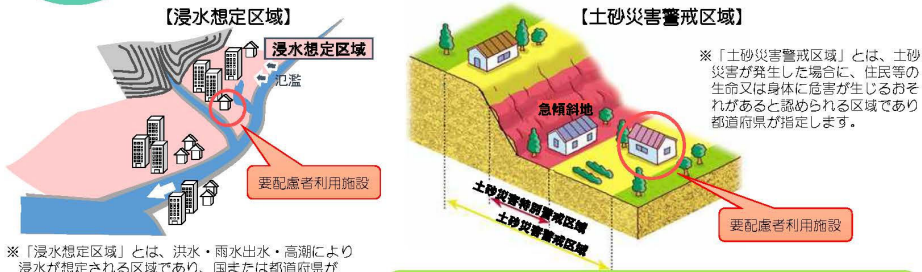 【浸水想定区域】
浸水想定区域
氾濫
要配慮者利用施設
※「浸水想定区域」とは、洪水・雨水出水・高潮により
浸水が想定される区域であり、国または都道府県が
【土砂災害警戒区域】
※「土砂災害警戒区域」とは、土砂
災害が発生した場合に、住民等の
生命又は身体に危害が生じるおそ
れがあると認められる区域であり
都道府県が指定します。
急傾斜地
土砂災害特別警戒区域
土砂災害警戒区域
要配慮者利用施設